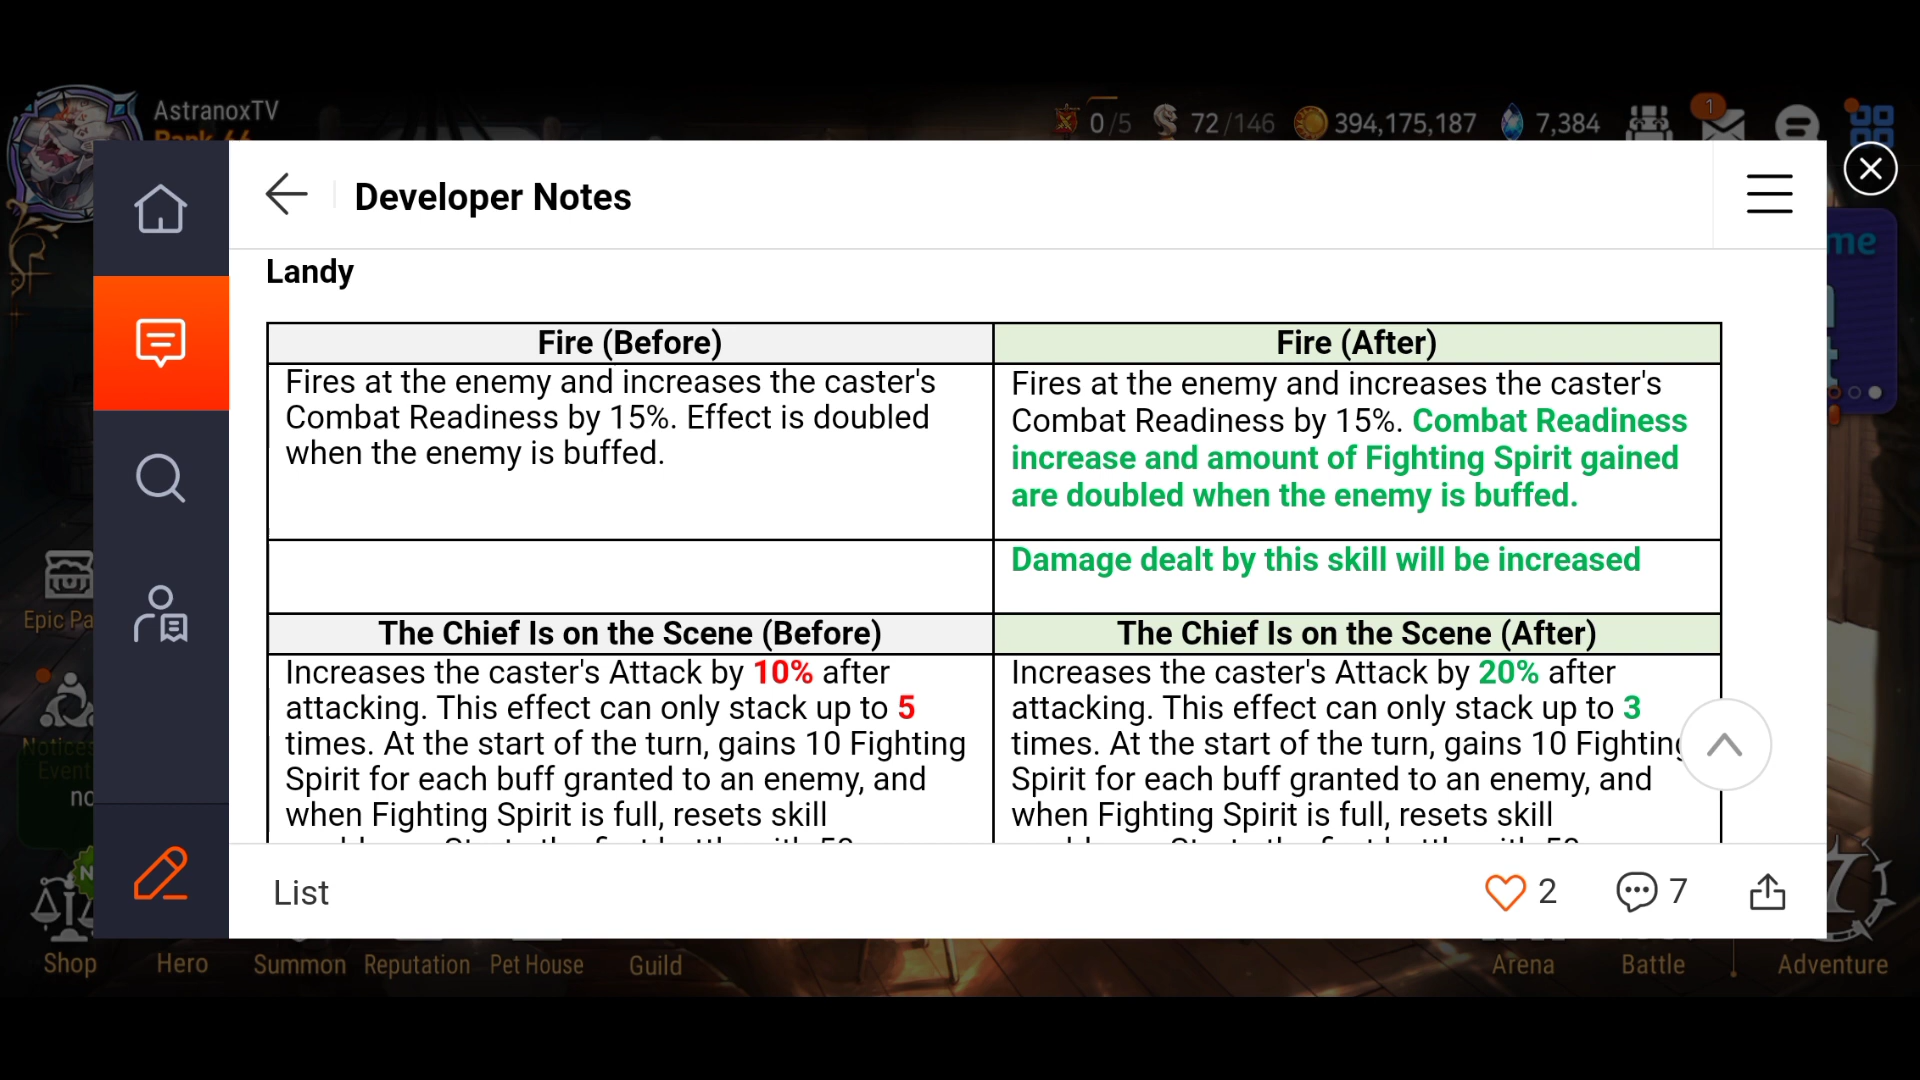 AstranoxTV
Rank 66
0/5
72/146
394,175,187
7,384
1
Developer Notes
me
Landy
Fire (Before)
Fire (After)
Fires at the enemy and increases the caster's
Combat Readiness by 15%. Effect is doubled
when the enemy is buffed.
Fires at the enemy and increases the caster's
Combat Readiness by 15%. Combat Readiness
increase and amount of Fighting Spirit gained
are doubled when the enemy is buffed.
Damage dealt by this skill will be increased
The Chief Is on the Scene (Before)
The Chief Is on the Scene (After)
Increases the caster's Attack by 10% after
attacking. This effect can only stack up to 5
times. At the start of the turn, gains 10 Fighting
Spirit for each buff granted to an enemy, and
when Fighting Spirit is full, resets skill
Increases the caster's Attack by 20% after
attacking. This effect can only stack up to 3
times. At the start of the turn, gains 10 Fighting
Spirit for each buff granted to an enemy, and
when Fighting Spirit is full, resets skill
Epic Pa
Notices
Event
no
N
List
2
7
Shop
Hero
Summon
Reputation
Pet House
Guild
Arena
Battle
Adventure